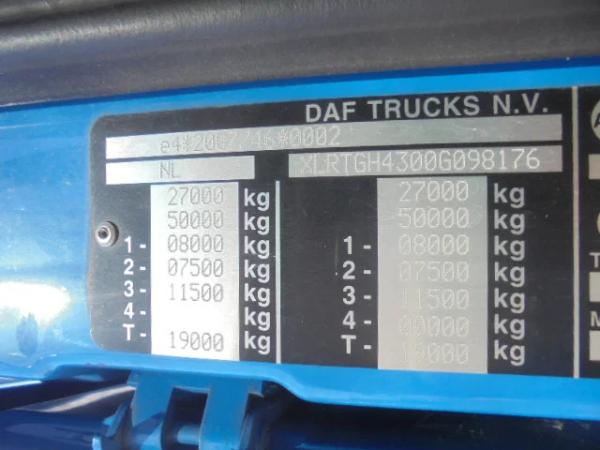 DAF TRUCKS N.V.
e4*2007/46*0002
NL XLRTGH4300G098176
27000 kg 27000 kg
50000 kg 50000 kg
1- 08000 kg 1- 08000 kg
2- 07500 kg 2- 07500 kg
3- 11500 kg 3- 11500 kg
4- kg 4- 00000 kg
T- 19000 kg T- 19000 kg